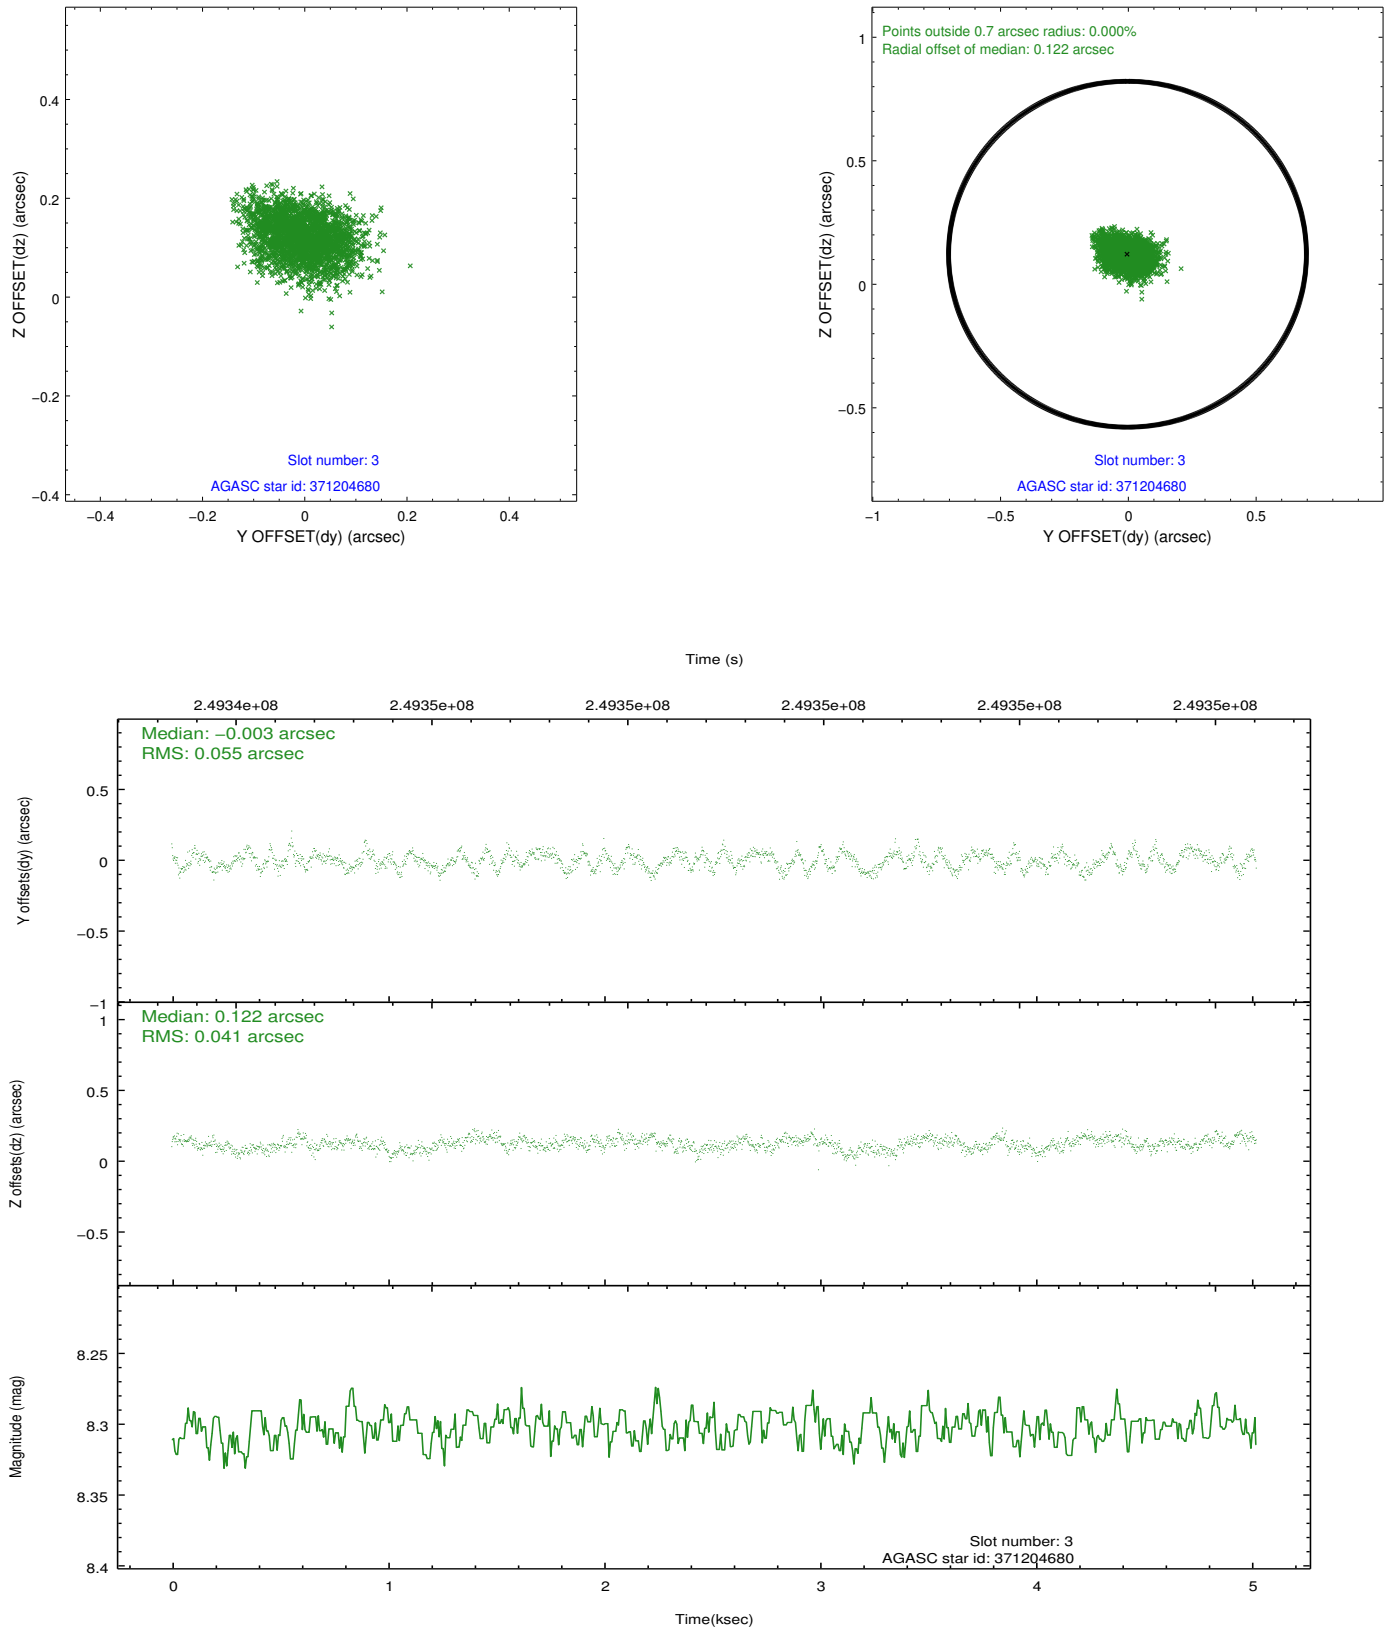 0.4
0.2
0
−0.2
−0.4
−0.4
−0.2
0
0.2
0.4
Z OFFSET(dz) (arcsec)
Y OFFSET(dy) (arcsec)
Slot number: 3
AGASC star id: 371204680
Points outside 0.7 arcsec radius: 0.000%
Radial offset of median: 0.122 arcsec
1
0.5
0
−0.5
−1
−0.5
0
0.5
Z OFFSET(dz) (arcsec)
Y OFFSET(dy) (arcsec)
Slot number: 3
AGASC star id: 371204680
Time (s)
2.4934e+08
2.4935e+08
2.4935e+08
2.4935e+08
2.4935e+08
2.4935e+08
Median: −0.003 arcsec
RMS: 0.055 arcsec
0.5
0
−0.5
−1
Y offsets(dy) (arcsec)
Median: 0.122 arcsec
RMS: 0.041 arcsec
1
0.5
0
−0.5
Z offsets(dz) (arcsec)
8.25
8.3
8.35
8.4
Magnitude (mag)
Slot number: 3
AGASC star id: 371204680
0
1
2
3
4
5
Time(ksec)